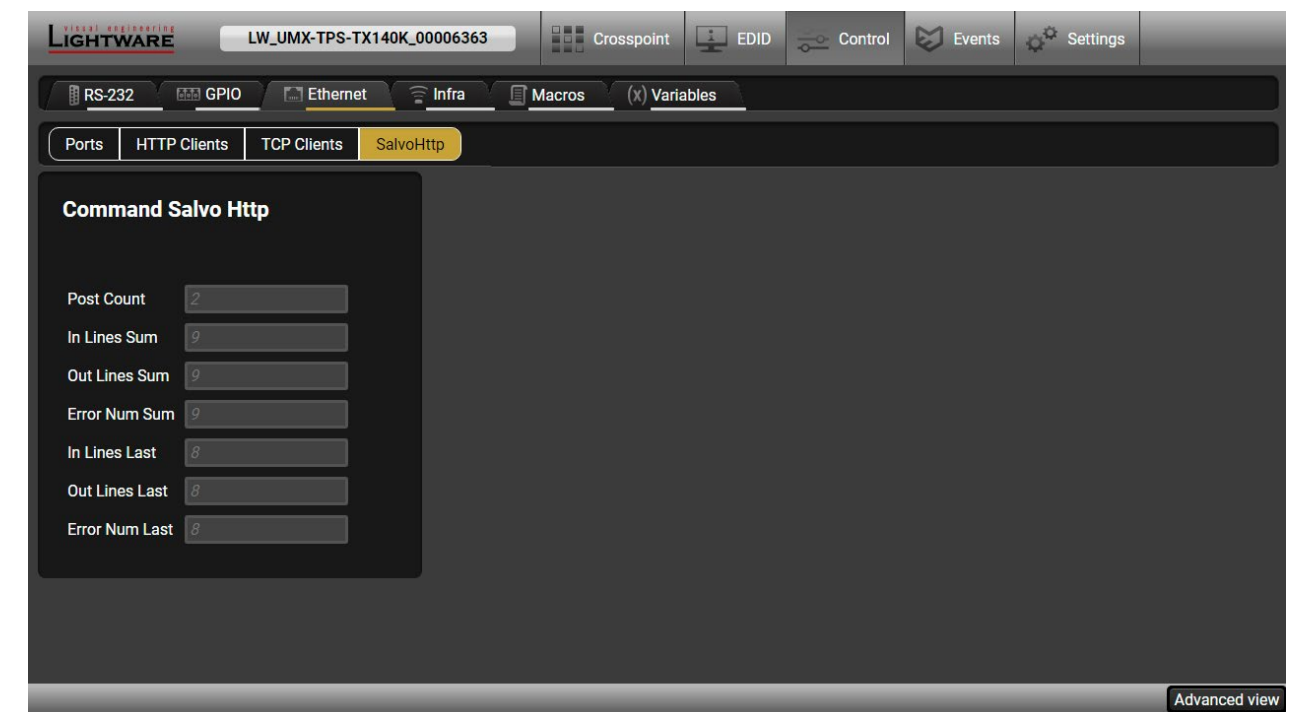 visual engineering
LIGHTWARE
LW_UMX-TPS-TX140K_00006363
Crosspoint
EDID
Control
Events
Settings
RS-232
GPIO
Ethernet
Infra
Macros
(x) Variables
Ports
HTTP Clients
TCP Clients
SalvoHttp
Command Salvo Http
Post Count 2
In Lines Sum 9
Out Lines Sum 9
Error Num Sum 9
In Lines Last 8
Out Lines Last 8
Error Num Last 8
Advanced view